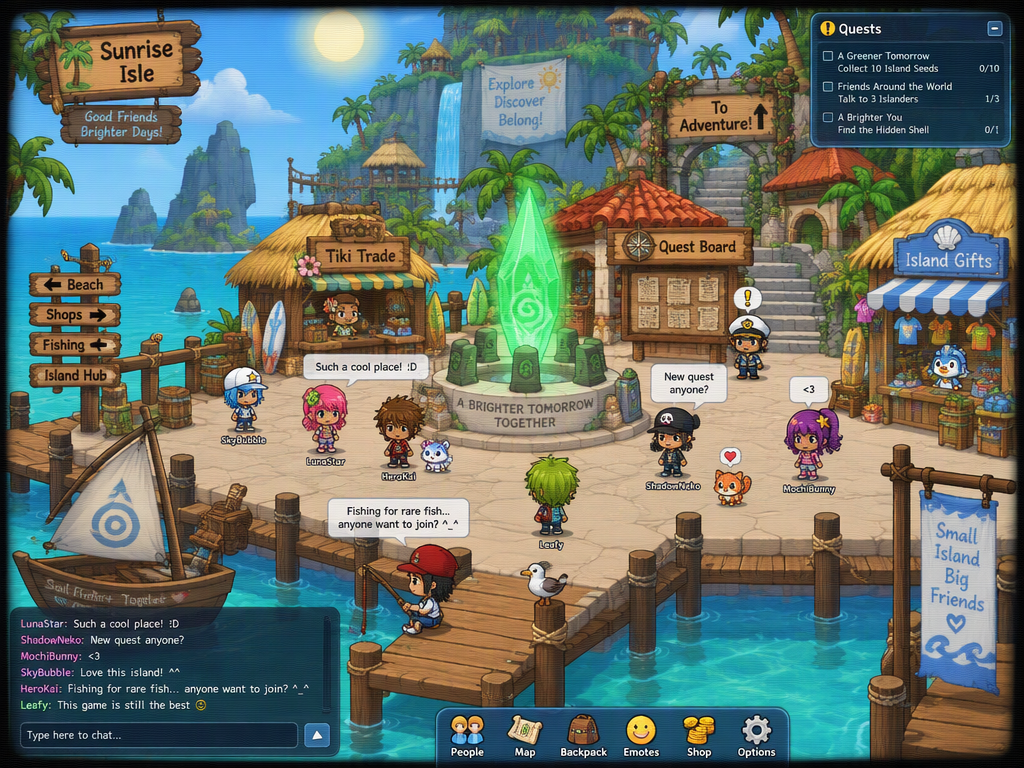 Sunrise
Isle
Good Friends
Brighter Days!
Explore
Discover
Belong!
To
Adventure!
Quests
A Greener Tomorrow
Collect 10 Island Seeds 0/10
Friends Around the World
Talk to 3 Islanders 1/3
A Brighter You
Find the Hidden Shell 0/1
Tiki Trade
Quest Board
Island Gifts
Beach
Shops
Fishing
Island Hub
!
Such a cool place! :D
New quest
anyone?
<3
A BRIGHTER TOMORROW
TOGETHER
SkyBubble
LunaStar
HeroKai
ShadowNeko
MochiBunny
Leafy
Fishing for rare fish...
anyone want to join? ^_^
Small
Island
Big
Friends
Together
LunaStar: Such a cool place! :D
ShadowNeko: New quest anyone?
MochiBunny: <3
SkyBubble: Love this island! ^^
HeroKai: Fishing for rare fish... anyone want to join? ^_^
Leafy: This game is still the best
Type here to chat...
People
Map
Backpack
Emotes
Shop
Options